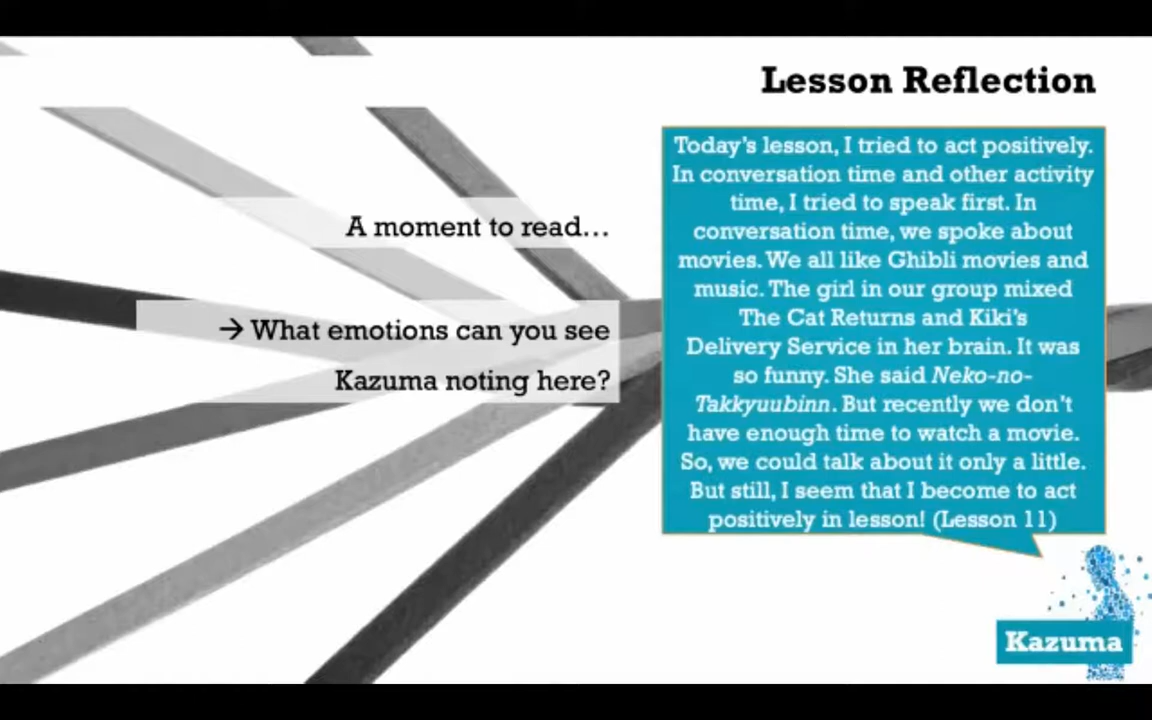 Lesson Reflection
A moment to read...
→ What emotions can you see
Kazuma noting here?
Today's lesson, I tried to act positively.
In conversation time and other activity
time, I tried to speak first. In
conversation time, we spoke about
movies. We all like Ghibli movies and
music. The girl in our group mixed
The Cat Returns and Kiki's
Delivery Service in her brain. It was
so funny. She said Neko-no-
Takkyuubinn. But recently we don't
have enough time to watch a movie.
So, we could talk about it only a little.
But still, I seem that I become to act
positively in lesson! (Lesson 11)
Kazuma